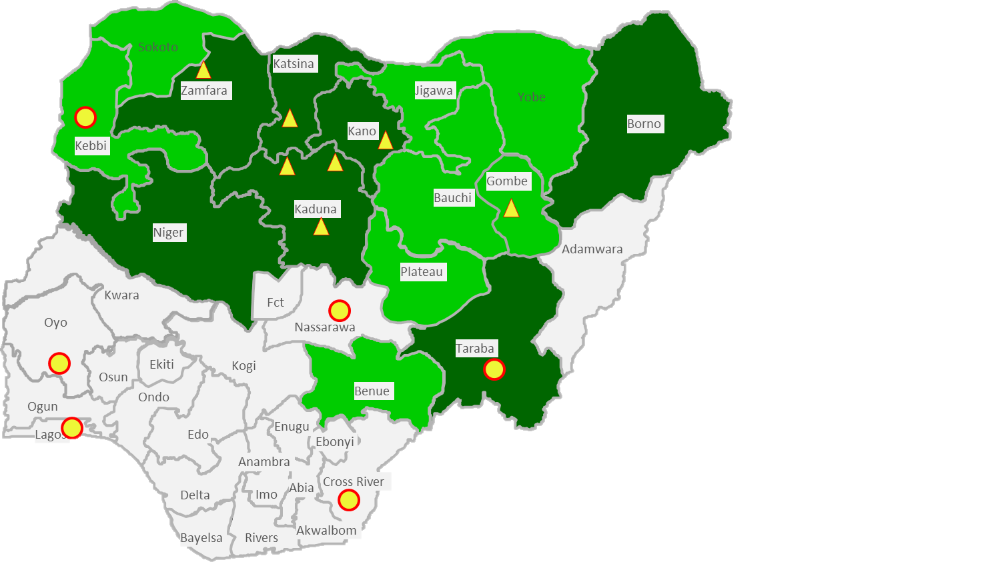 Sokoto
Katsina
Zamfara
Jigawa
Yobe
Borno
Kano
Kebbi
Gombe
Bauchi
Kaduna
Niger
Adamwara
Plateau
Kwara
Fct
Oyo
Nassarawa
Taraba
Ekiti
Kogi
Osun
Benue
Ondo
Ogun
Enugu
Lagos
Edo
Ebonyi
Anambra
Cross River
Abia
Delta
Imo
Akwalbom
Bayelsa
Rivers